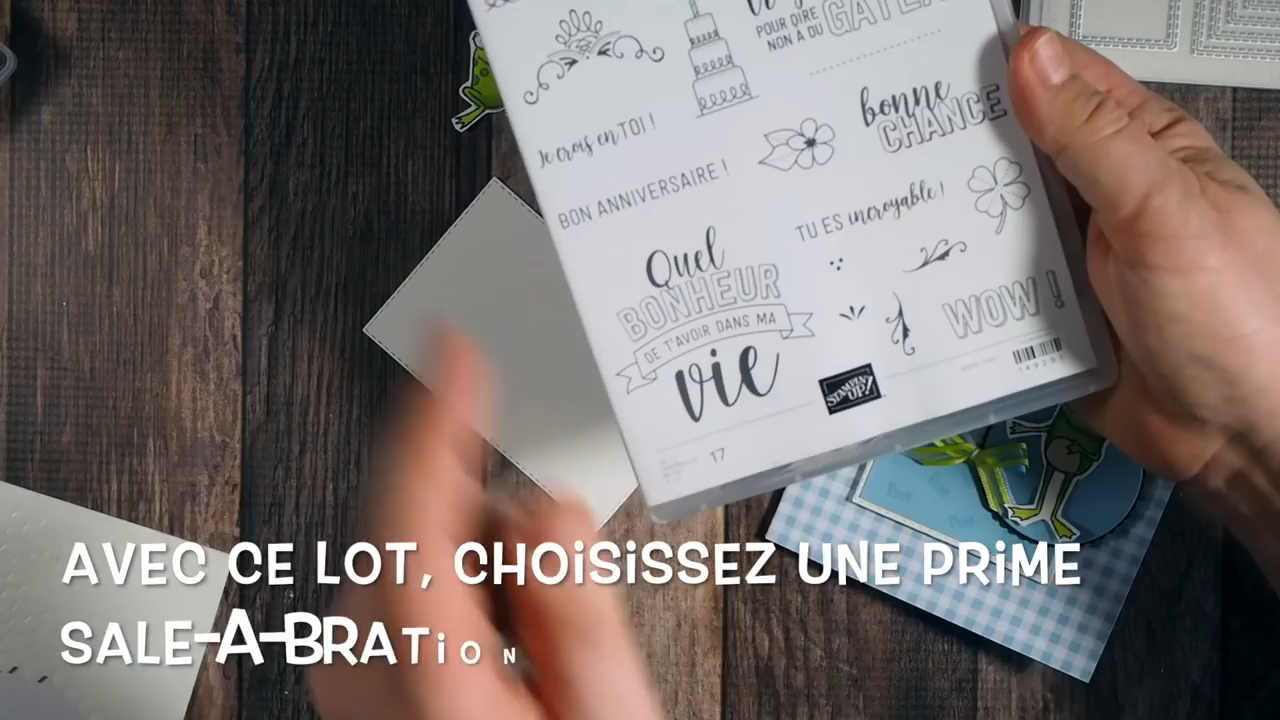 POUR DIRE
NON À DU
Je crois en TOI !
bonne
CHANCE
BON ANNIVERSAIRE !
TU ES incroyable !
Quel
BONHEUR
DE T'AVOIR DANS MA
vie
WOW !
STAMPIN'
UP!
17
AVEC CE LOT, CHOiSiSSEZ UNE PRiME
SALE-A-BRATiON